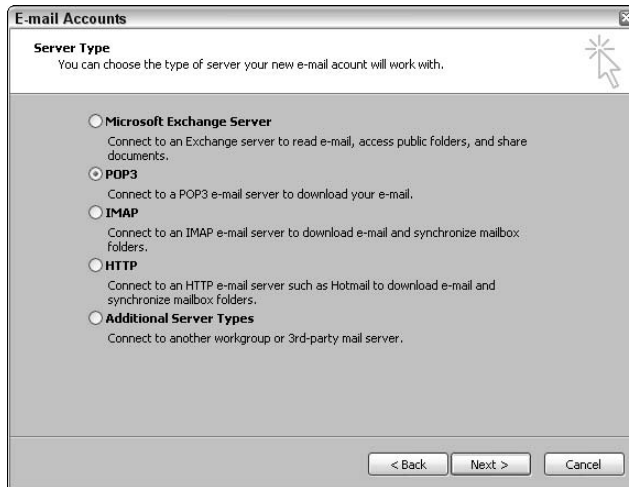 E-mail Accounts
Server Type
You can choose the type of server your new e-mail acount will work with.
Microsoft Exchange Server
Connect to an Exchange server to read e-mail, access public folders, and share
documents.
POP3
Connect to a POP3 e-mail server to download your e-mail.
IMAP
Connect to an IMAP e-mail server to download e-mail and synchronize mailbox
folders.
HTTP
Connect to an HTTP e-mail server such as Hotmail to download e-mail and
synchronize mailbox folders.
Additional Server Types
Connect to another workgroup or 3rd-party mail server.
< Back Next > Cancel